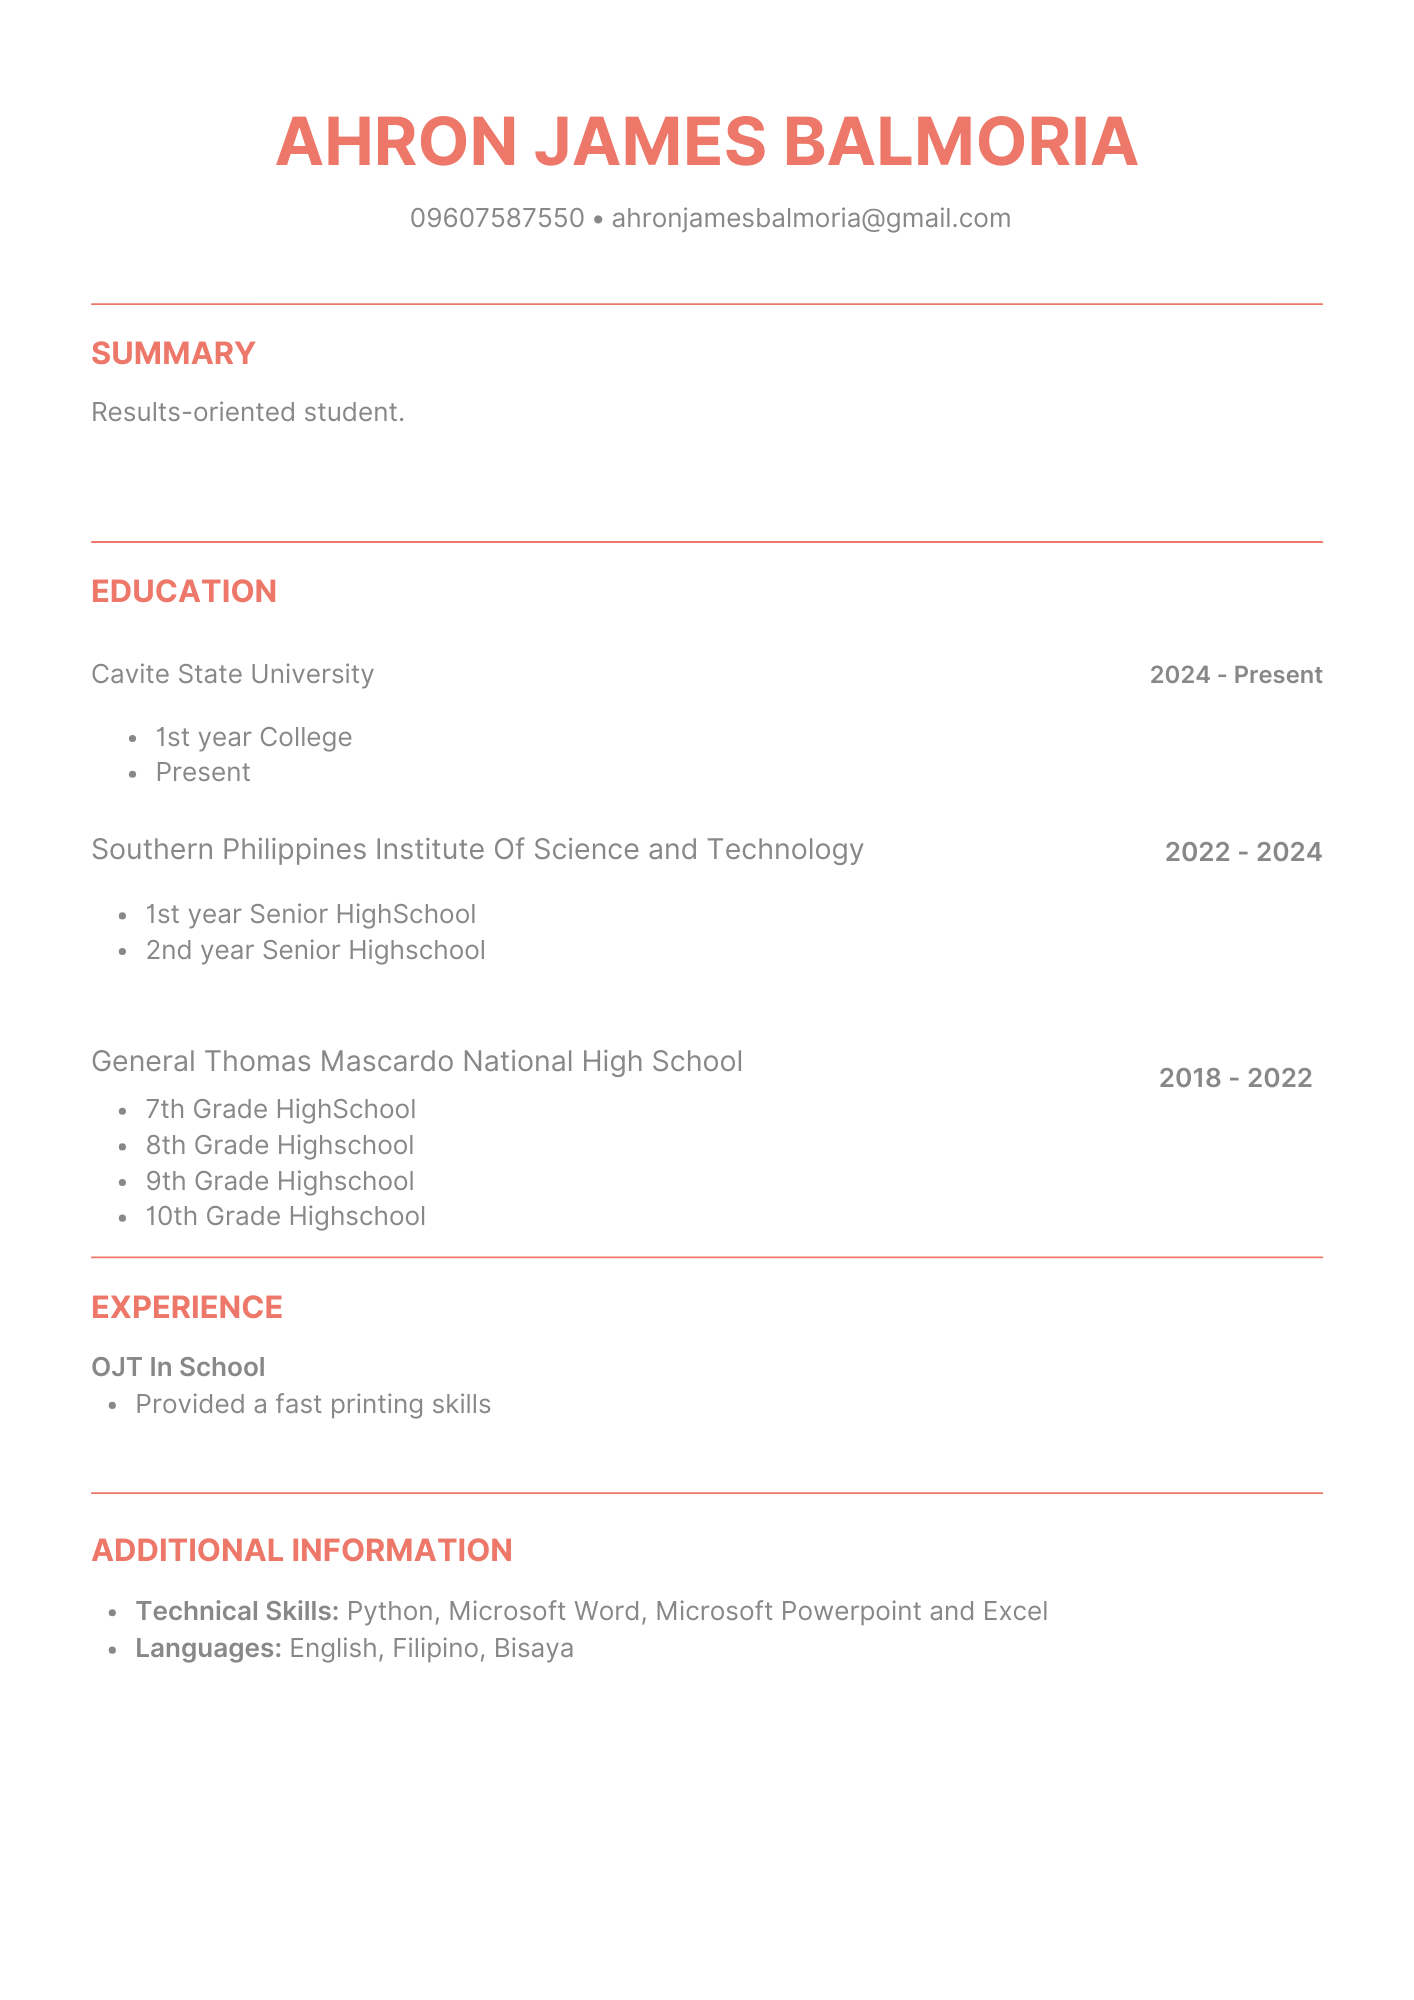 AHRON JAMES BALMORIA
09607587550 • ahronjamesbalmoria@gmail.com
SUMMARY
Results-oriented student.
EDUCATION
Cavite State University 2024 - Present
• 1st year College
• Present
Southern Philippines Institute Of Science and Technology 2022 - 2024
• 1st year Senior HighSchool
• 2nd year Senior Highschool
General Thomas Mascardo National High School 2018 - 2022
• 7th Grade HighSchool
• 8th Grade Highschool
• 9th Grade Highschool
• 10th Grade Highschool
EXPERIENCE
OJT In School
• Provided a fast printing skills
ADDITIONAL INFORMATION
• Technical Skills: Python, Microsoft Word, Microsoft Powerpoint and Excel
• Languages: English, Filipino, Bisaya